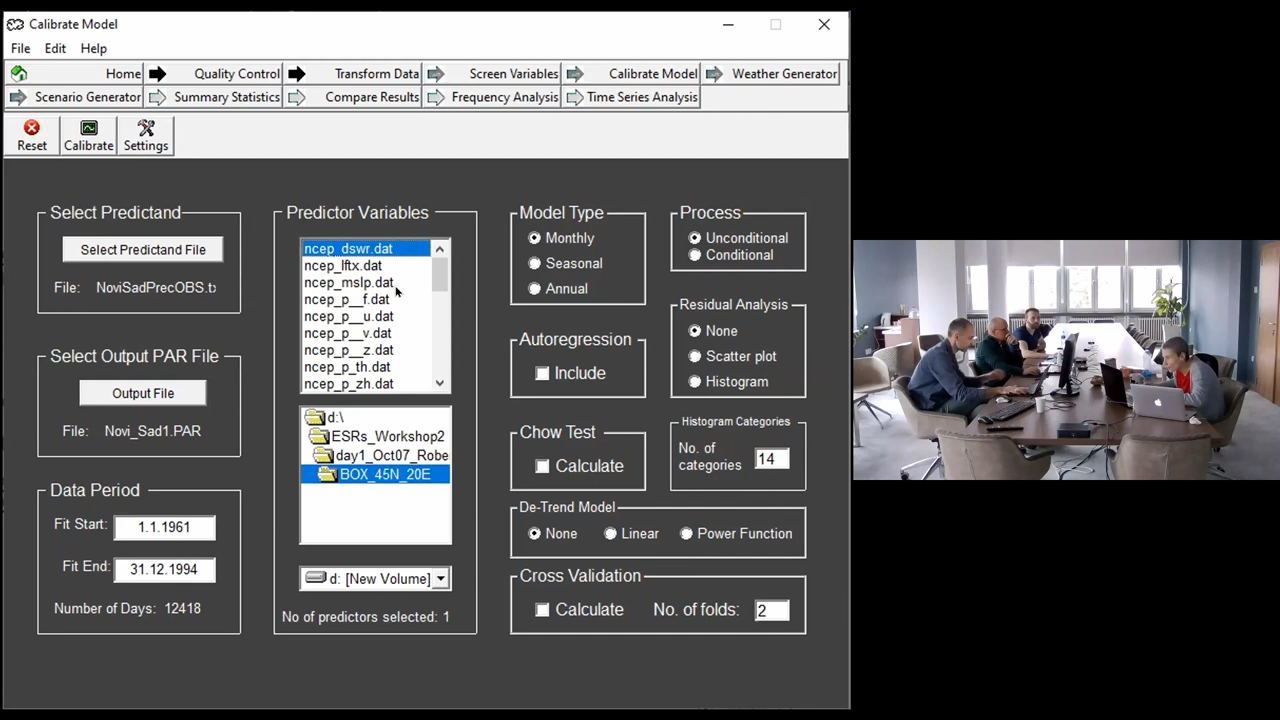 Calibrate Model
File Edit Help
Home Quality Control Transform Data Screen Variables Calibrate Model Weather Generator
Scenario Generator Summary Statistics Compare Results Frequency Analysis Time Series Analysis
Reset Calibrate Settings
Select Predictand
Select Predictand File
File: NoviSadPrecOBS.tx
Select Output PAR File
Output File
File: Novi_Sad1.PAR
Data Period
Fit Start: 1.1.1961
Fit End: 31.12.1994
Number of Days: 12418
Predictor Variables
ncep_dswr.dat
ncep_lftx.dat
ncep_mslp.dat
ncep_p__f.dat
ncep_p__u.dat
ncep_p__v.dat
ncep_p__z.dat
ncep_p_th.dat
ncep_p_zh.dat
d:\
ESRs_Workshop2
day1_Oct07_Robe
BOX_45N_20E
d: [New Volume]
No of predictors selected: 1
Model Type
Monthly
Seasonal
Annual
Process
Unconditional
Conditional
Autoregression
Include
Residual Analysis
None
Scatter plot
Histogram
Chow Test
Calculate
Histogram Categories
No. of
categories 14
De-Trend Model
None Linear Power Function
Cross Validation
Calculate No. of folds: 2